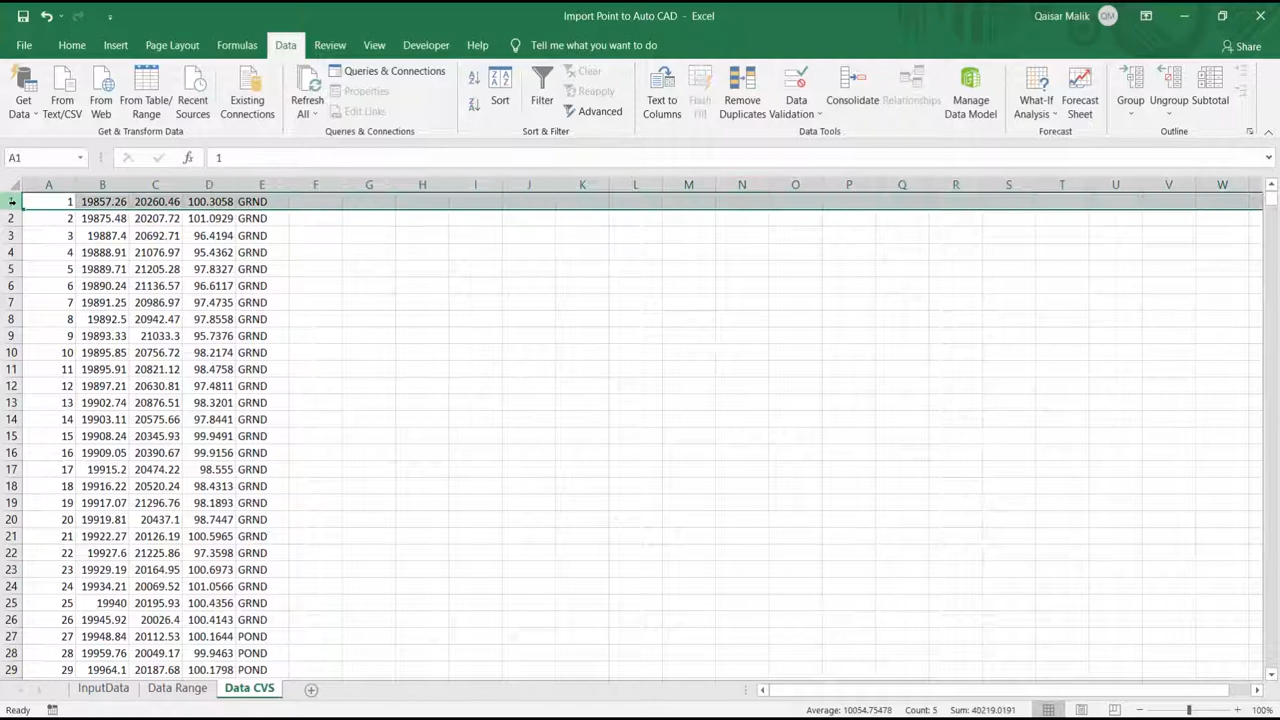 Import Point to Auto CAD - Excel
Qaisar Malik QM
File Home Insert Page Layout Formulas Data Review View Developer Help Tell me what you want to do Share
Get Data From Text/CSV From Web From Table/ Range Recent Sources Existing Connections Get & Transform Data
Refresh All Queries & Connections Properties Edit Links Queries & Connections
Sort Filter Clear Reapply Advanced Sort & Filter
Text to Columns Flash Fill Remove Duplicates Data Validation Consolidate Relationships Manage Data Model Data Tools
What-If Analysis Forecast Sheet Forecast
Group Ungroup Subtotal Outline
A1 fx 1
A B C D E F G H I J K L M N O P Q R S T U V W
1 1 19857.26 20260.46 100.3058 GRND
2 2 19875.48 20207.72 101.0929 GRND
3 3 19887.4 20692.71 96.4194 GRND
4 4 19888.91 21076.97 95.4362 GRND
5 5 19889.71 21205.28 97.8327 GRND
6 6 19890.24 21136.57 96.6117 GRND
7 7 19891.25 20986.97 97.4735 GRND
8 8 19892.5 20942.47 97.8558 GRND
9 9 19893.33 21033.3 95.7376 GRND
10 10 19895.85 20756.72 98.2174 GRND
11 11 19895.91 20821.12 98.4758 GRND
12 12 19897.21 20630.81 97.4811 GRND
13 13 19902.74 20876.51 98.3201 GRND
14 14 19903.11 20575.66 97.8441 GRND
15 15 19908.24 20345.93 99.9491 GRND
16 16 19909.05 20390.67 99.9156 GRND
17 17 19915.2 20474.22 98.555 GRND
18 18 19916.22 20520.24 98.4313 GRND
19 19 19917.07 21296.76 98.1893 GRND
20 20 19919.81 20437.1 98.7447 GRND
21 21 19922.27 20126.19 100.5965 GRND
22 22 19927.6 21225.86 97.3598 GRND
23 23 19929.19 20164.95 100.6973 GRND
24 24 19934.21 20069.52 101.0566 GRND
25 25 19940 20195.93 100.4356 GRND
26 26 19945.92 20026.4 100.4143 GRND
27 27 19948.84 20112.53 100.1644 POND
28 28 19959.76 20049.17 99.9463 POND
29 29 19964.1 20187.68 100.1798 POND
InputData Data Range Data CVS
Ready Average: 10054.75478 Count: 5 Sum: 40219.0191 100%